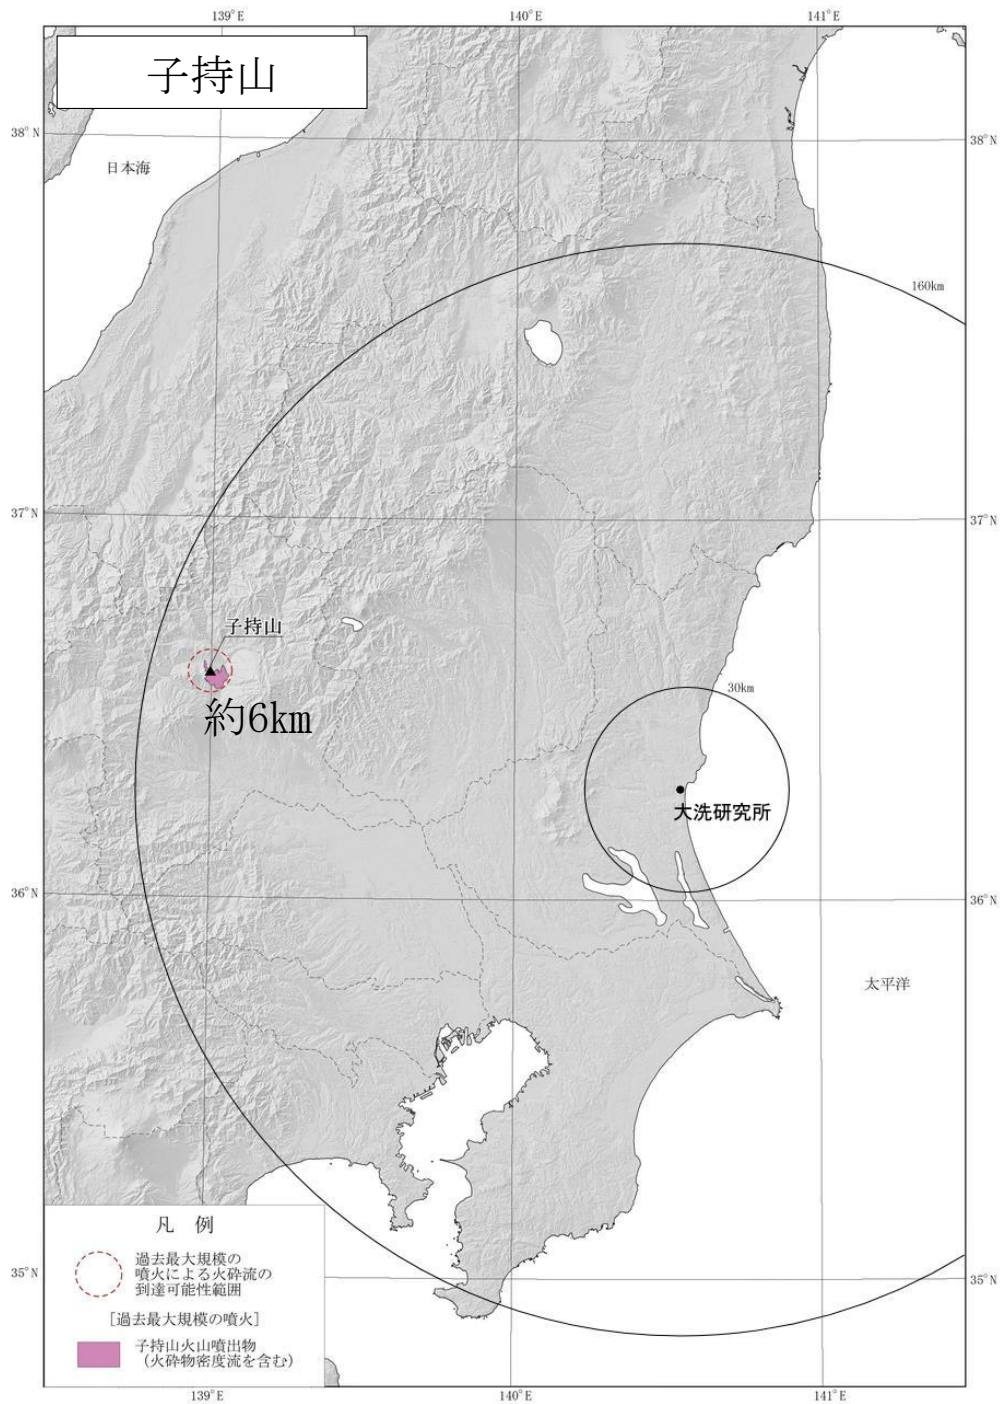 139°E
140°E
141°E
子持山
38°N
38°N
日本海
160km
37°N
37°N
子持山
約6km
30km
大洗研究所
36°N
36°N
太平洋
凡 例
過去最大規模の
噴火による火砕流の
到達可能性範囲
[過去最大規模の噴火]
子持山火山噴出物
(火砕物密度流を含む)
35°N
35°N
139°E
140°E
141°E